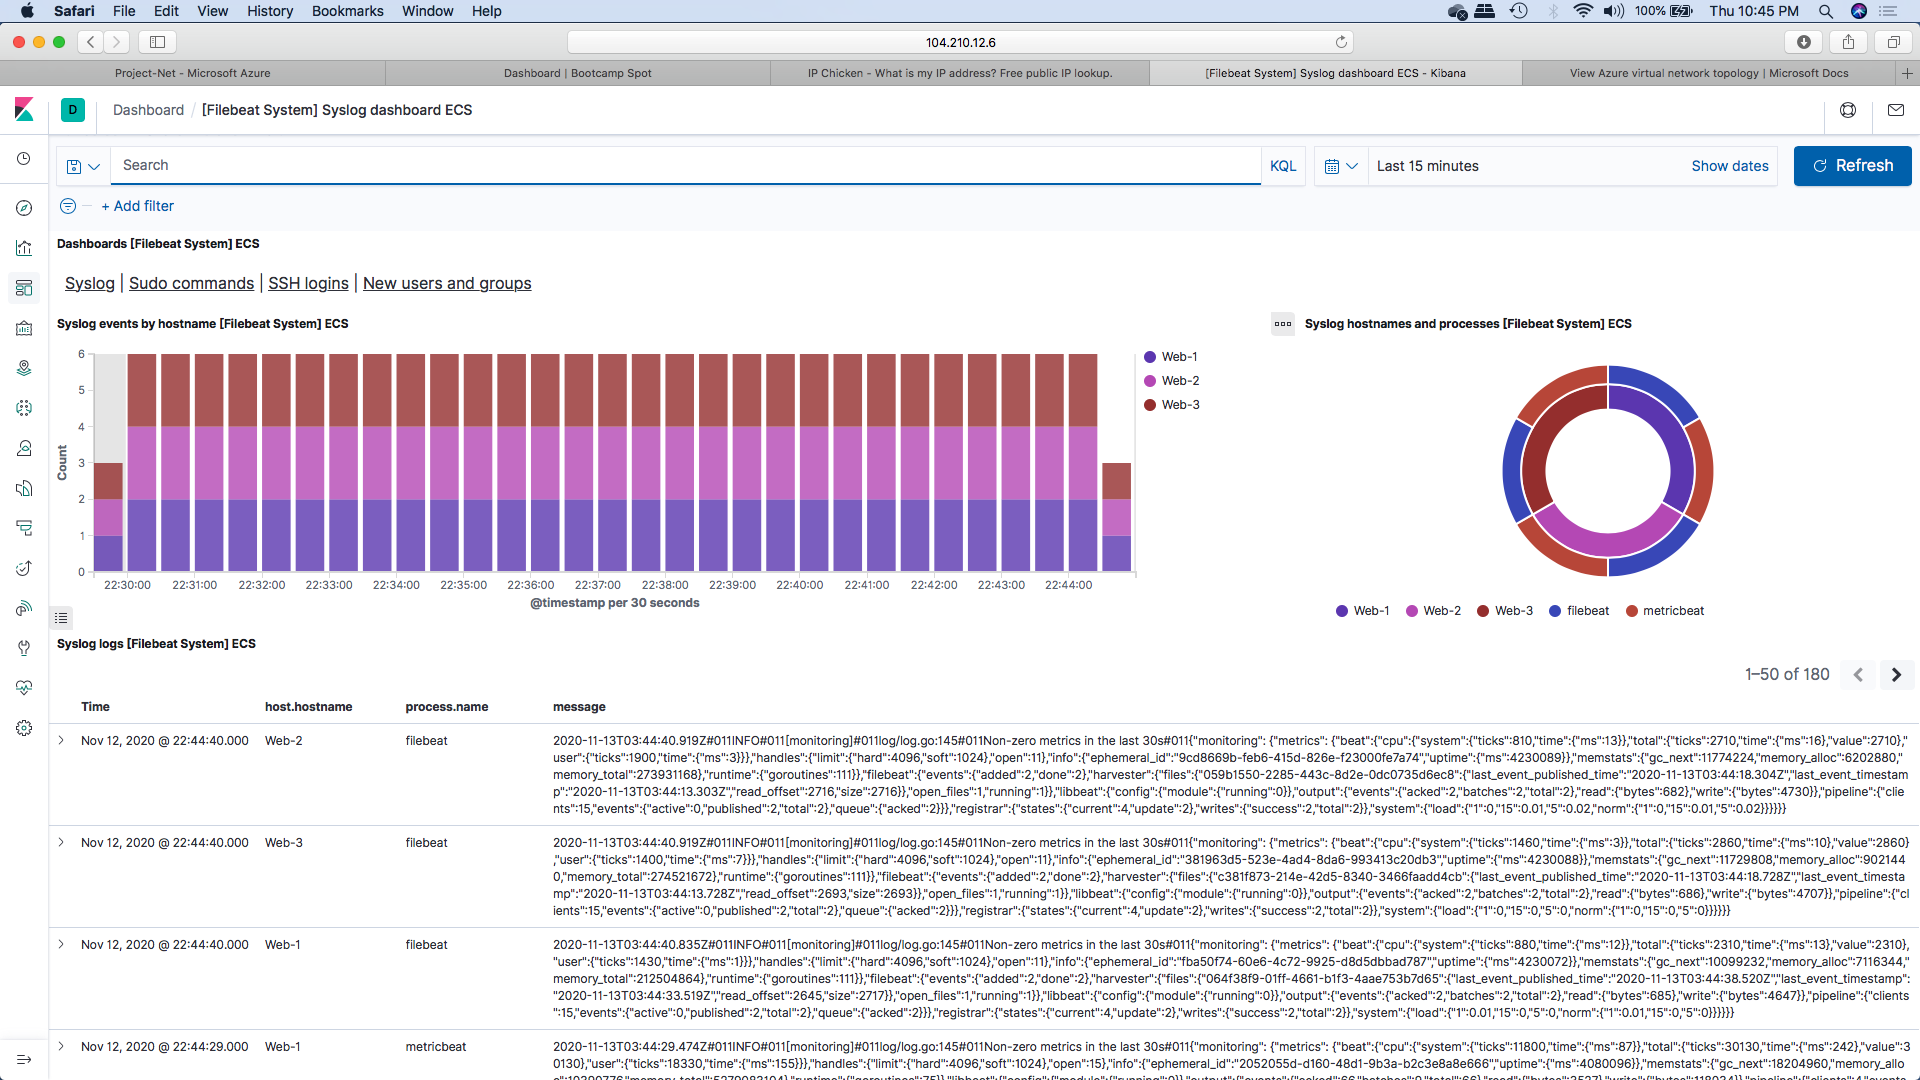 Safari File Edit View History Bookmarks Window Help 100% Thu 10:45 PM
104.210.12.6
Project-Net - Microsoft Azure
Dashboard | Bootcamp Spot
IP Chicken - What is my IP address? Free public IP lookup.
[Filebeat System] Syslog dashboard ECS - Kibana
View Azure virtual network topology | Microsoft Docs
D Dashboard / [Filebeat System] Syslog dashboard ECS
Search KQL Last 15 minutes Show dates Refresh
+ Add filter
Dashboards [Filebeat System] ECS
Syslog | Sudo commands | SSH logins | New users and groups
Syslog events by hostname [Filebeat System] ECS
6
5
4
3
2
1
0
Count
22:30:00 22:31:00 22:32:00 22:33:00 22:34:00 22:35:00 22:36:00 22:37:00 22:38:00 22:39:00 22:40:00 22:41:00 22:42:00 22:43:00 22:44:00
@timestamp per 30 seconds
Web-1
Web-2
Web-3
Syslog hostnames and processes [Filebeat System] ECS
Web-1 Web-2 Web-3 filebeat metricbeat
Syslog logs [Filebeat System] ECS
1–50 of 180
Time host.hostname process.name message
Nov 12, 2020 @ 22:44:40.000 Web-2 filebeat 2020-11-13T03:44:40.919Z#011INFO#011[monitoring]#011log/log.go:145#011Non-zero metrics in the last 30s#011{"monitoring": {"metrics": {"beat":{"cpu":{"system":{"ticks":810,"time":{"ms":13}},"total":{"ticks":2710,"time":{"ms":16},"value":2710},"
user":{"ticks":1900,"time":{"ms":3}}},"handles":{"limit":{"hard":4096,"soft":1024},"open":11},"info":{"ephemeral_id":"9cd8669b-feb6-415d-826e-f23000fe7a74","uptime":{"ms":4230089}},"memstats":{"gc_next":11774224,"memory_alloc":6202880,"
memory_total":273931168},"runtime":{"goroutines":111}},"filebeat":{"events":{"added":2,"done":2},"harvester":{"files":{"059b1550-2285-443c-8d2e-0dc0735d6ec8":{"last_event_published_time":"2020-11-13T03:44:18.304Z","last_event_timestam
p":"2020-11-13T03:44:13.303Z","read_offset":2716,"size":2716}},"open_files":1,"running":1}},"libbeat":{"config":{"module":{"running":0}},"output":{"events":{"acked":2,"batches":2,"total":2},"read":{"bytes":682},"write":{"bytes":4730}},"pipeline":{"clie
nts":15,"events":{"active":0,"published":2,"total":2},"queue":{"acked":2}}},"registrar":{"states":{"current":4,"update":2},"writes":{"success":2,"total":2}},"system":{"load":{"1":0,"15":0.01,"5":0.02,"norm":{"1":0,"15":0.01,"5":0.02}}}}}}
Nov 12, 2020 @ 22:44:40.000 Web-3 filebeat 2020-11-13T03:44:40.919Z#011INFO#011[monitoring]#011log/log.go:145#011Non-zero metrics in the last 30s#011{"monitoring": {"metrics": {"beat":{"cpu":{"system":{"ticks":1460,"time":{"ms":3}},"total":{"ticks":2860,"time":{"ms":10},"value":2860}
,"user":{"ticks":1400,"time":{"ms":7}}},"handles":{"limit":{"hard":4096,"soft":1024},"open":11},"info":{"ephemeral_id":"381963d5-523e-4ad4-8da6-993413c20db3","uptime":{"ms":4230088}},"memstats":{"gc_next":11729808,"memory_alloc":902144
0,"memory_total":274521672},"runtime":{"goroutines":111}},"filebeat":{"events":{"added":2,"done":2},"harvester":{"files":{"c381f873-214e-42d5-8340-3466faadd4cb":{"last_event_published_time":"2020-11-13T03:44:18.728Z","last_event_timesta
mp":"2020-11-13T03:44:13.728Z","read_offset":2693,"size":2693}},"open_files":1,"running":1}},"libbeat":{"config":{"module":{"running":0}},"output":{"events":{"acked":2,"batches":2,"total":2},"read":{"bytes":686},"write":{"bytes":4707}},"pipeline":{"cl
ients":15,"events":{"active":0,"published":2,"total":2},"queue":{"acked":2}}},"registrar":{"states":{"current":4,"update":2},"writes":{"success":2,"total":2}},"system":{"load":{"1":0,"15":0,"5":0,"norm":{"1":0,"15":0,"5":0}}}}}}
Nov 12, 2020 @ 22:44:40.000 Web-1 filebeat 2020-11-13T03:44:40.835Z#011INFO#011[monitoring]#011log/log.go:145#011Non-zero metrics in the last 30s#011{"monitoring": {"metrics": {"beat":{"cpu":{"system":{"ticks":880,"time":{"ms":12}},"total":{"ticks":2310,"time":{"ms":13},"value":2310},
"user":{"ticks":1430,"time":{"ms":1}}},"handles":{"limit":{"hard":4096,"soft":1024},"open":11},"info":{"ephemeral_id":"fba50f74-60e6-4c72-9925-d8d5dbbad787","uptime":{"ms":4230072}},"memstats":{"gc_next":10099232,"memory_alloc":7116344,
"memory_total":212504864},"runtime":{"goroutines":111}},"filebeat":{"events":{"added":2,"done":2},"harvester":{"files":{"064f38f9-01ff-4661-b1f3-4aae753b7d65":{"last_event_published_time":"2020-11-13T03:44:38.520Z","last_event_timestamp":
"2020-11-13T03:44:33.519Z","read_offset":2645,"size":2717}},"open_files":1,"running":1}},"libbeat":{"config":{"module":{"running":0}},"output":{"events":{"acked":2,"batches":2,"total":2},"read":{"bytes":685},"write":{"bytes":4647}},"pipeline":{"clients
":15,"events":{"active":0,"published":2,"total":2},"queue":{"acked":2}}},"registrar":{"states":{"current":4,"update":2},"writes":{"success":2,"total":2}},"system":{"load":{"1":0.01,"15":0,"5":0,"norm":{"1":0.01,"15":0,"5":0}}}}}}
Nov 12, 2020 @ 22:44:29.000 Web-1 metricbeat 2020-11-13T03:44:29.474Z#011INFO#011[monitoring]#011log/log.go:145#011Non-zero metrics in the last 30s#011{"monitoring": {"metrics": {"beat":{"cpu":{"system":{"ticks":11800,"time":{"ms":87}},"total":{"ticks":30130,"time":{"ms":242},"value":3
0130},"user":{"ticks":18330,"time":{"ms":155}}},"handles":{"limit":{"hard":4096,"soft":1024},"open":15},"info":{"ephemeral_id":"2052055d-d160-48d1-9b3a-b2c3e8a8e666","uptime":{"ms":4080096}},"memstats":{"gc_next":18204960,"memory_alloc